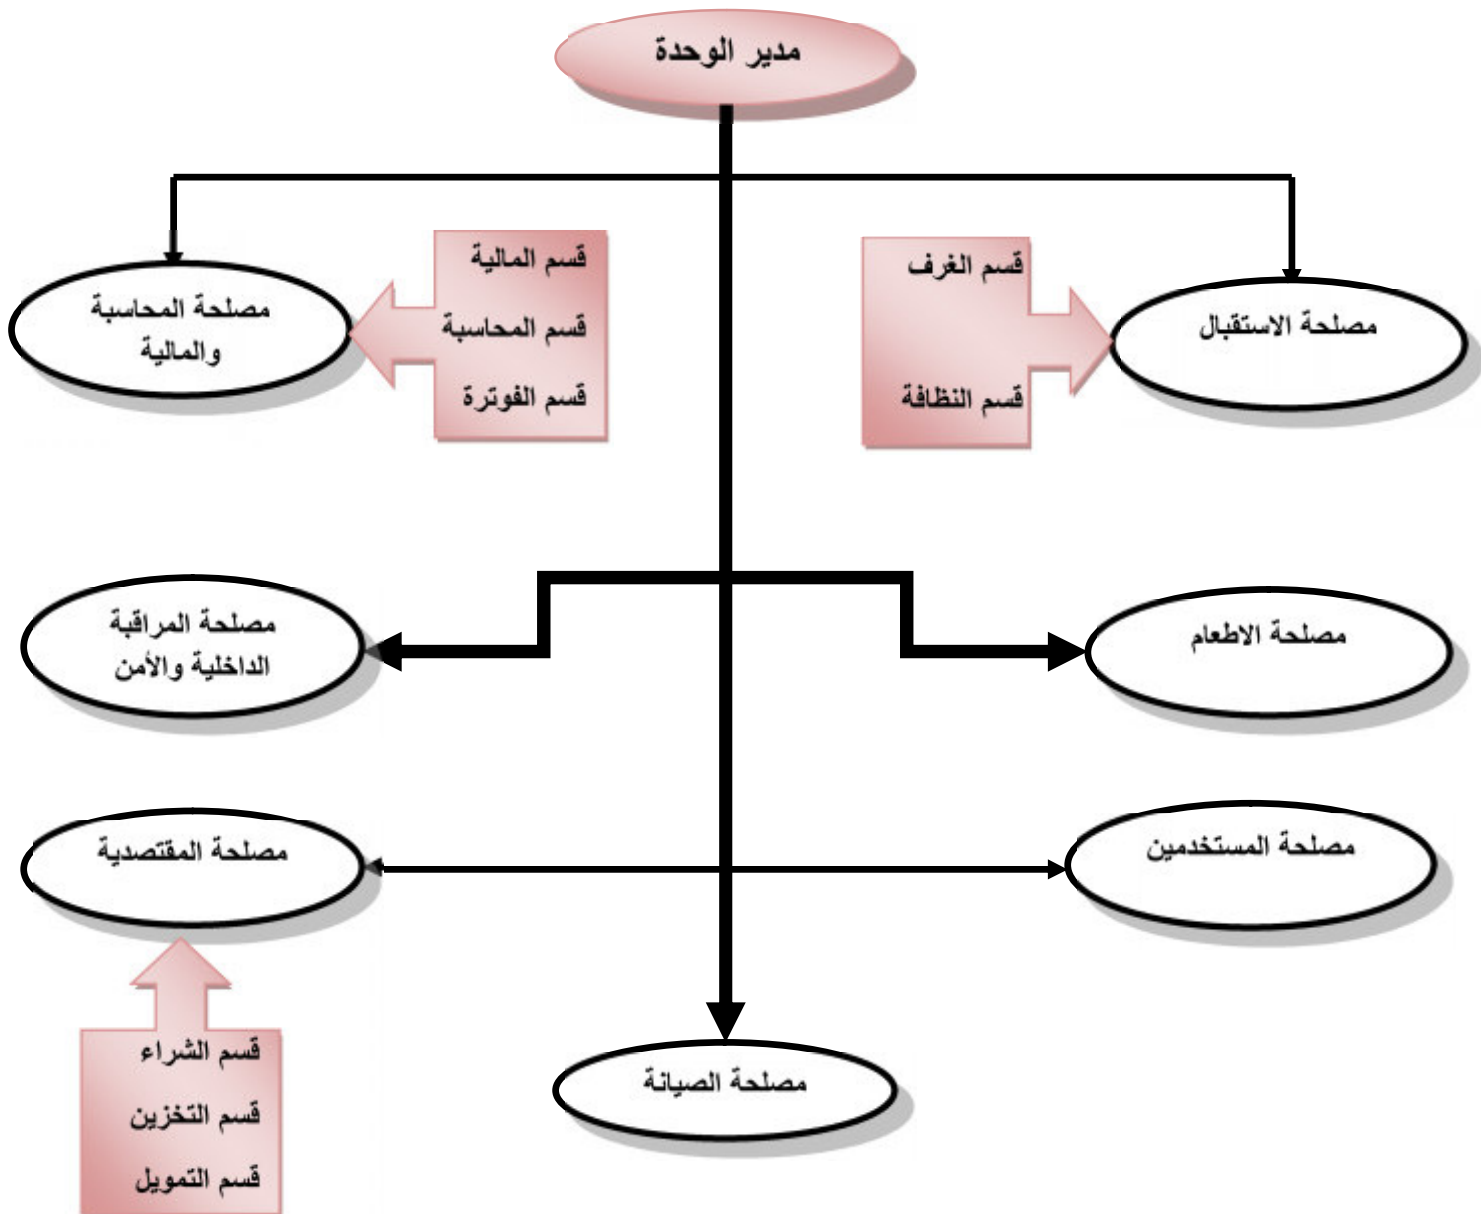 مدير الوحدة
قسم الغرف
قسم النظافة
مصلحة الاستقبال
قسم المالية
قسم المحاسبة
قسم الفوترة
مصلحة المحاسبة
والمالية
مصلحة الاطعام
مصلحة المراقبة
الداخلية والأمن
مصلحة المستخدمين
مصلحة المقتصدية
مصلحة الصيانة
قسم الشراء
قسم التخزين
قسم التمويل